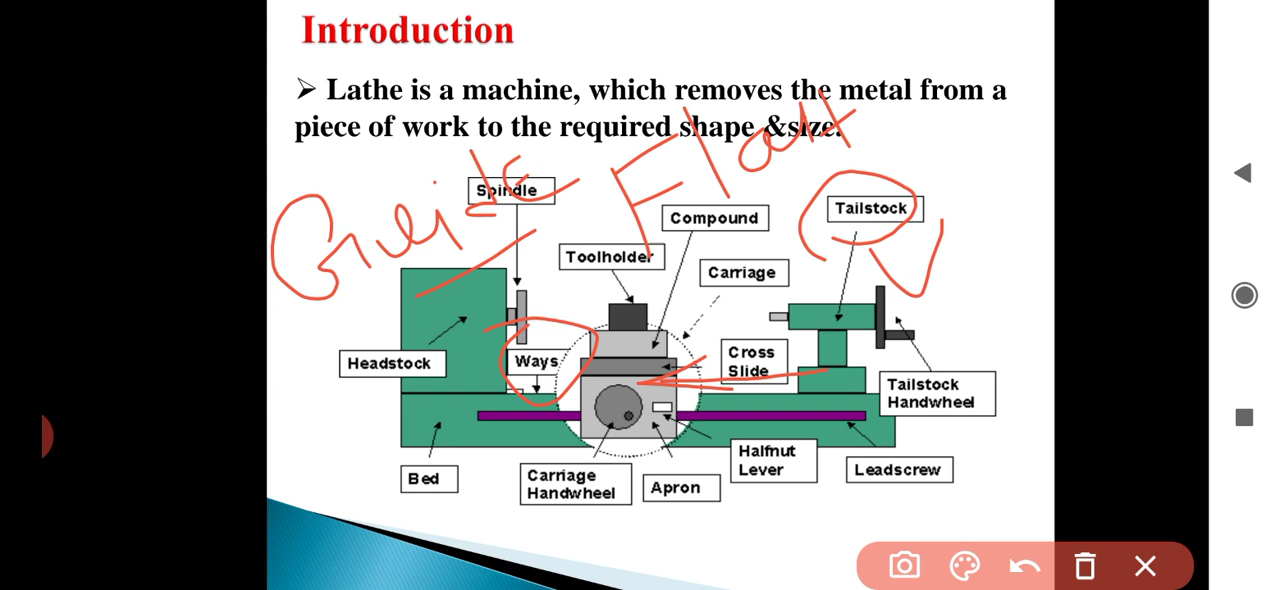 Introduction
➢ Lathe is a machine, which removes the metal from a
piece of work to the required shape &size.
Guide
Flat
Spindle
Tailstock
Compound
Toolholder
Carriage
Headstock
Ways
Cross
Slide
Tailstock
Handwheel
Bed
Carriage
Handwheel
Apron
Halfnut
Lever
Leadscrew